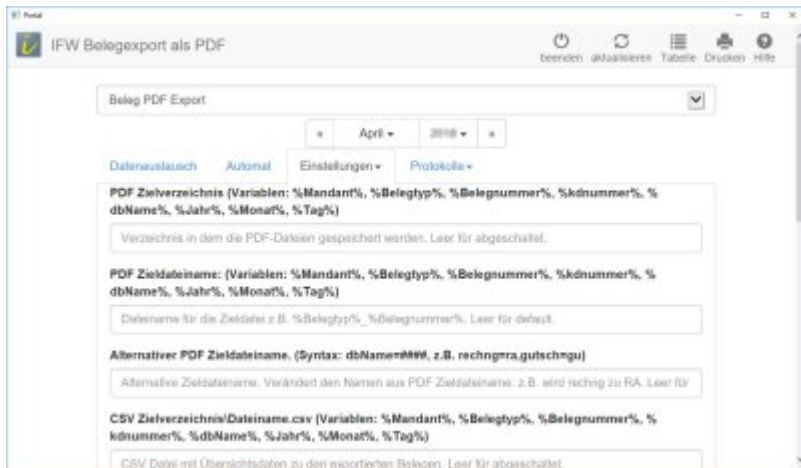 Portal
IFW Belegexport als PDF
beenden aktualisieren Tabelle Drucken Hilfe
Beleg PDF Export
« April 2018 »
Datenaustausch Automat Einstellungen Protokolle
PDF Zielverzeichnis (Variablen: %Mandant%, %Belegtyp%, %Belegnummer%, %kdnummer%, %
dbName%, %Jahr%, %Monat%, %Tag%)
Verzeichnis in dem die PDF-Dateien gespeichert werden. Leer für abgeschaltet.
PDF Zieldateiname: (Variablen: %Mandant%, %Belegtyp%, %Belegnummer%, %kdnummer%, %
dbName%, %Jahr%, %Monat%, %Tag%)
Dateiname für die Zieldatei z.B. %Belegtyp%_%Belegnummer%. Leer für default.
Alternativer PDF Zieldateiname. (Syntax: dbName=####, z.B. rechng=ra,gutsch=gu)
Alternative Zieldateiname. Verändert den Namen aus PDF Zieldateiname. z.B. wird rechng zu RA. Leer für
CSV Zielverzeichnis\Dateiname.csv (Variablen: %Mandant%, %Belegtyp%, %Belegnummer%, %
kdnummer%, %dbName%, %Jahr%, %Monat%, %Tag%)
CSV Datei mit Übersichtsdaten zu den exportierten Belegen. Leer für abgeschaltet.